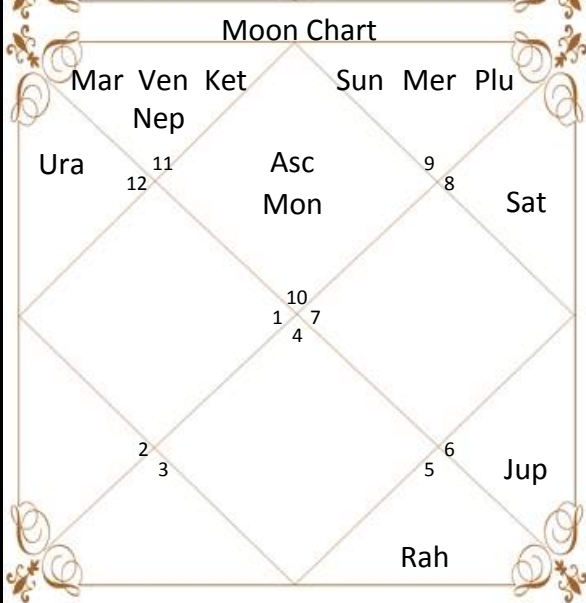 Moon Chart
Mar Ven Ket Sun Mer Plu
Nep
Ura 11 Asc 9
12 Mon 8 Sat
10
1 7
4
2 6
3 5 Jup
Rah